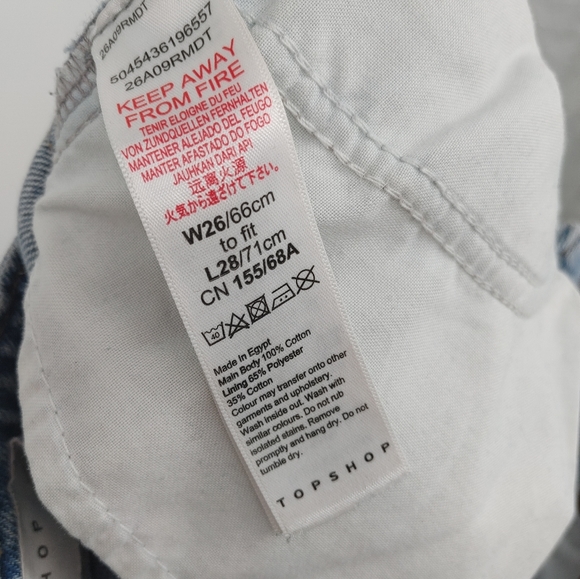 26A09RMDT
5045436196557
26A09RMDT
KEEP AWAY
FROM FIRE
TENIR ELOIGNE DU FEU
VON ZUNDQUELLEN FERNHALTEN
MANTENER ALEJADO DEL FUEGO
MANTER AFASTADO DO FOGO
JAUHKAN DARI API
远离火源
火気から遠ざけて下さい。
W26/66cm
to fit
L28/71cm
CN 155/68A
40
Made in Egypt
Main Body 100% Cotton
Lining 65% Polyester
35% Cotton
Colour may transfer onto other
garments and upholstery.
Wash inside out. Wash with
similar colours. Do not rub
isolated stains. Remove
promptly and hang dry. Do not
tumble dry.
TOPSHOP
HOP